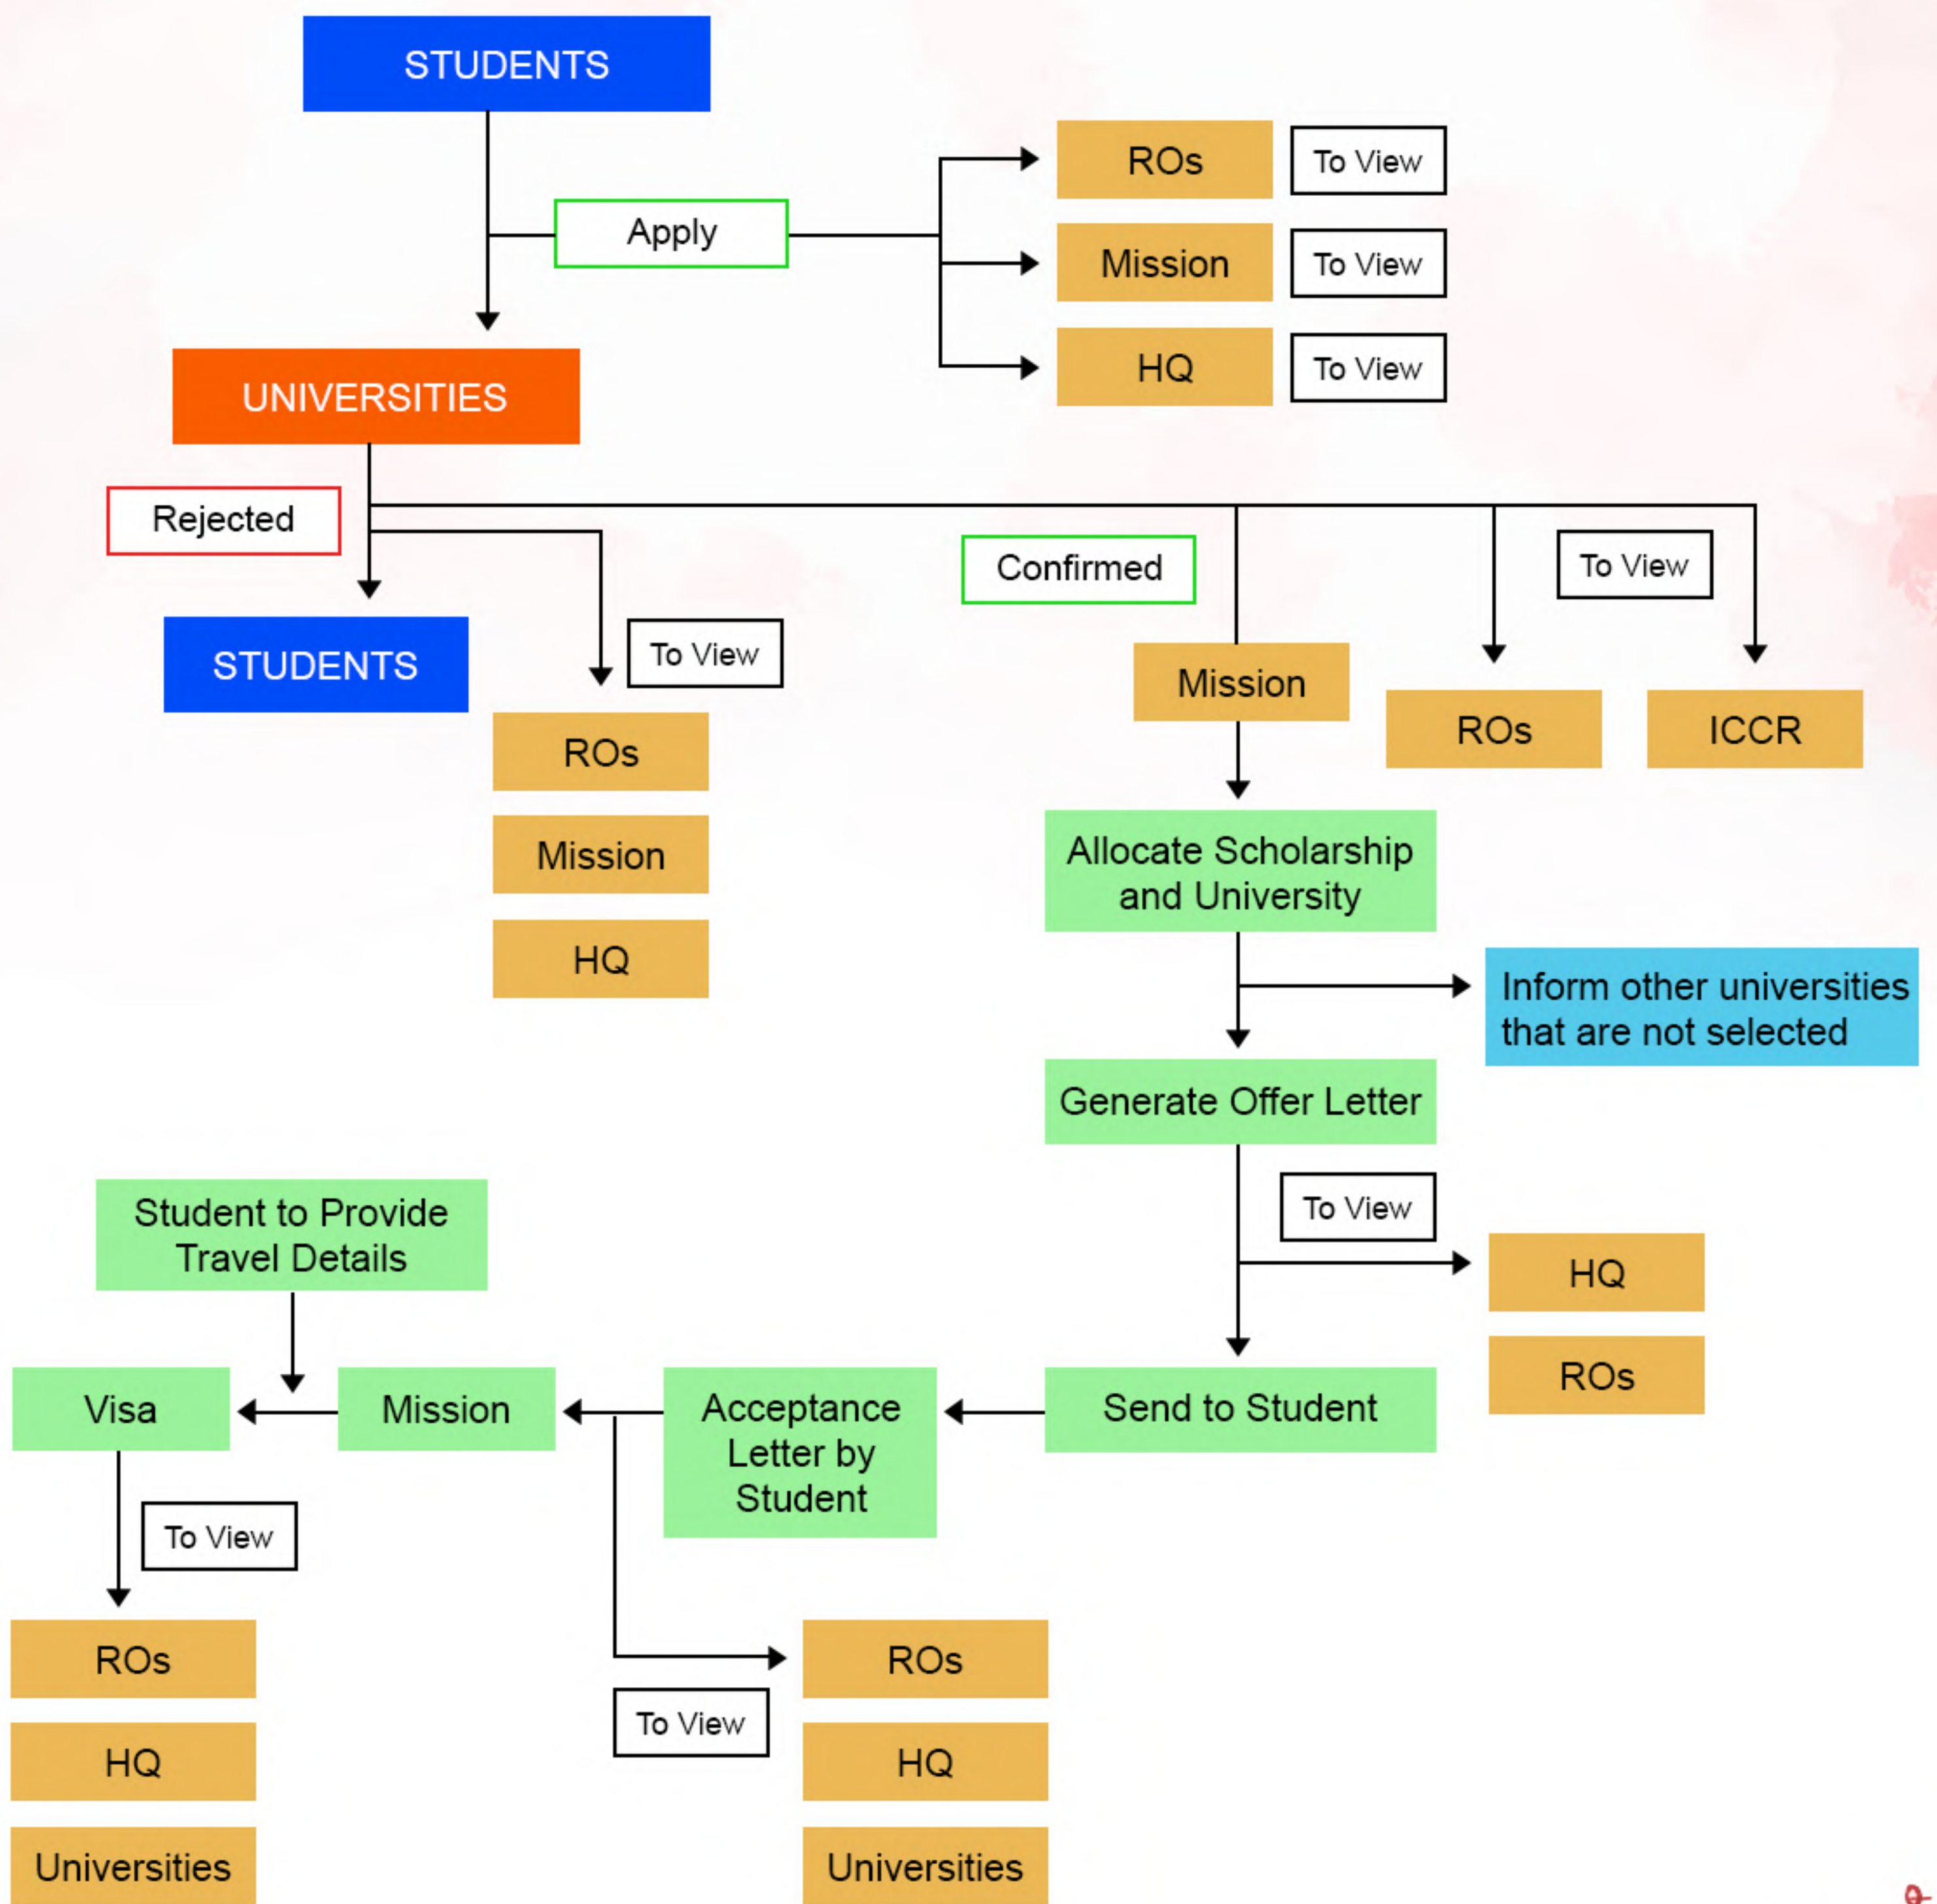 STUDENTS
ROs
To View
Apply
Mission
To View
HQ
To View
UNIVERSITIES
Rejected
Confirmed
To View
STUDENTS
To View
Mission
ROs
ICCR
ROs
Mission
HQ
Allocate Scholarship
and University
Inform other universities
that are not selected
Generate Offer Letter
To View
HQ
ROs
Student to Provide
Travel Details
Visa
Mission
Acceptance
Letter by
Student
Send to Student
To View
ROs
HQ
Universities
To View
ROs
HQ
Universities